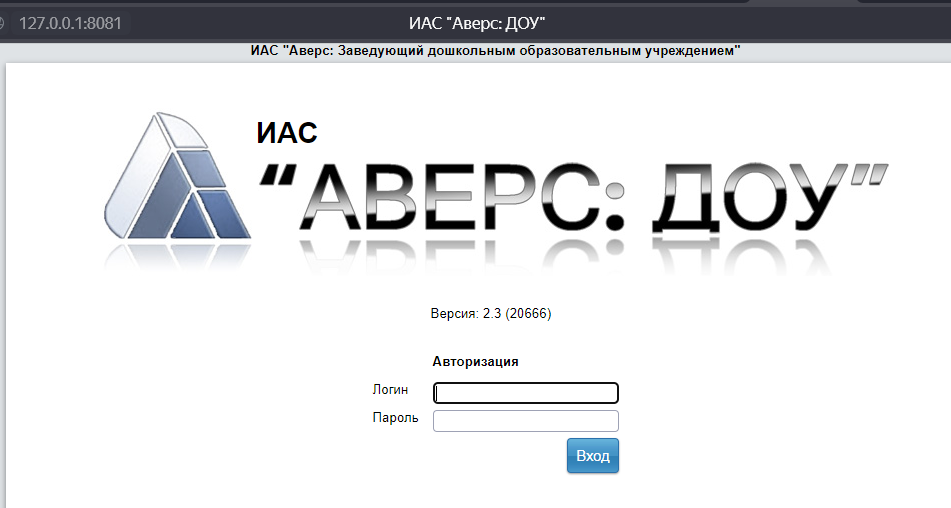 127.0.0.1:8081 ИАС "Аверс: ДОУ"
ИАС "Аверс: Заведующий дошкольным образовательным учреждением"
ИАС
“АВЕРС: ДОУ”
Версия: 2.3 (20666)
Авторизация
Логин
Пароль
Вход